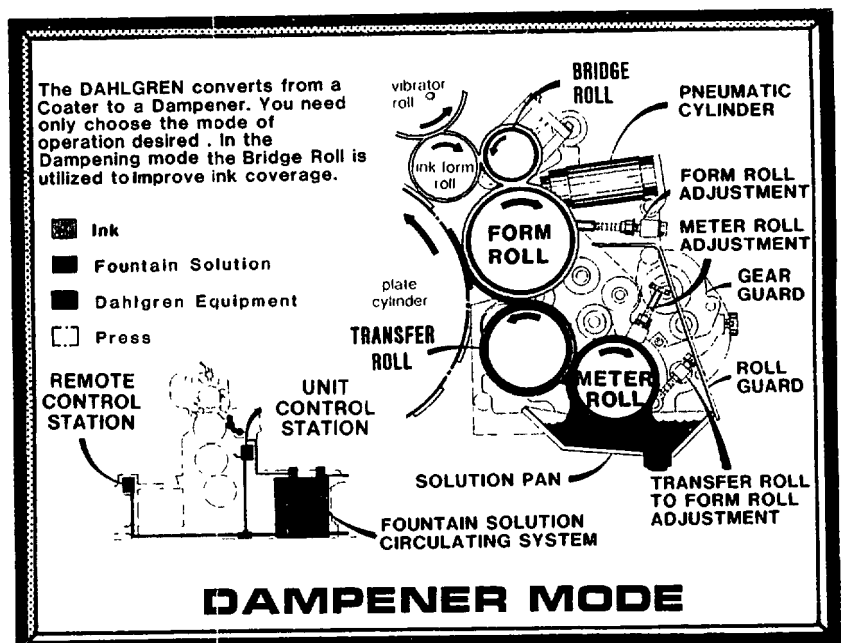 The DAHLGREN converts from a
Coater to a Dampener. You need
only choose the mode of
operation desired . In the
Dampening mode the Bridge Roll is
utilized to improve ink coverage.
Ink
Fountain Solution
Dahlgren Equipment
Press
vibrator
roll
BRIDGE
ROLL
PNEUMATIC
CYLINDER
ink form
roll
FORM ROLL
ADJUSTMENT
FORM
ROLL
METER ROLL
ADJUSTMENT
plate
cylinder
GEAR
GUARD
TRANSFER
ROLL
METER
ROLL
ROLL
GUARD
REMOTE
CONTROL
STATION
UNIT
CONTROL
STATION
SOLUTION PAN
TRANSFER ROLL
TO FORM ROLL
ADJUSTMENT
FOUNTAIN SOLUTION
CIRCULATING SYSTEM
DAMPENER MODE